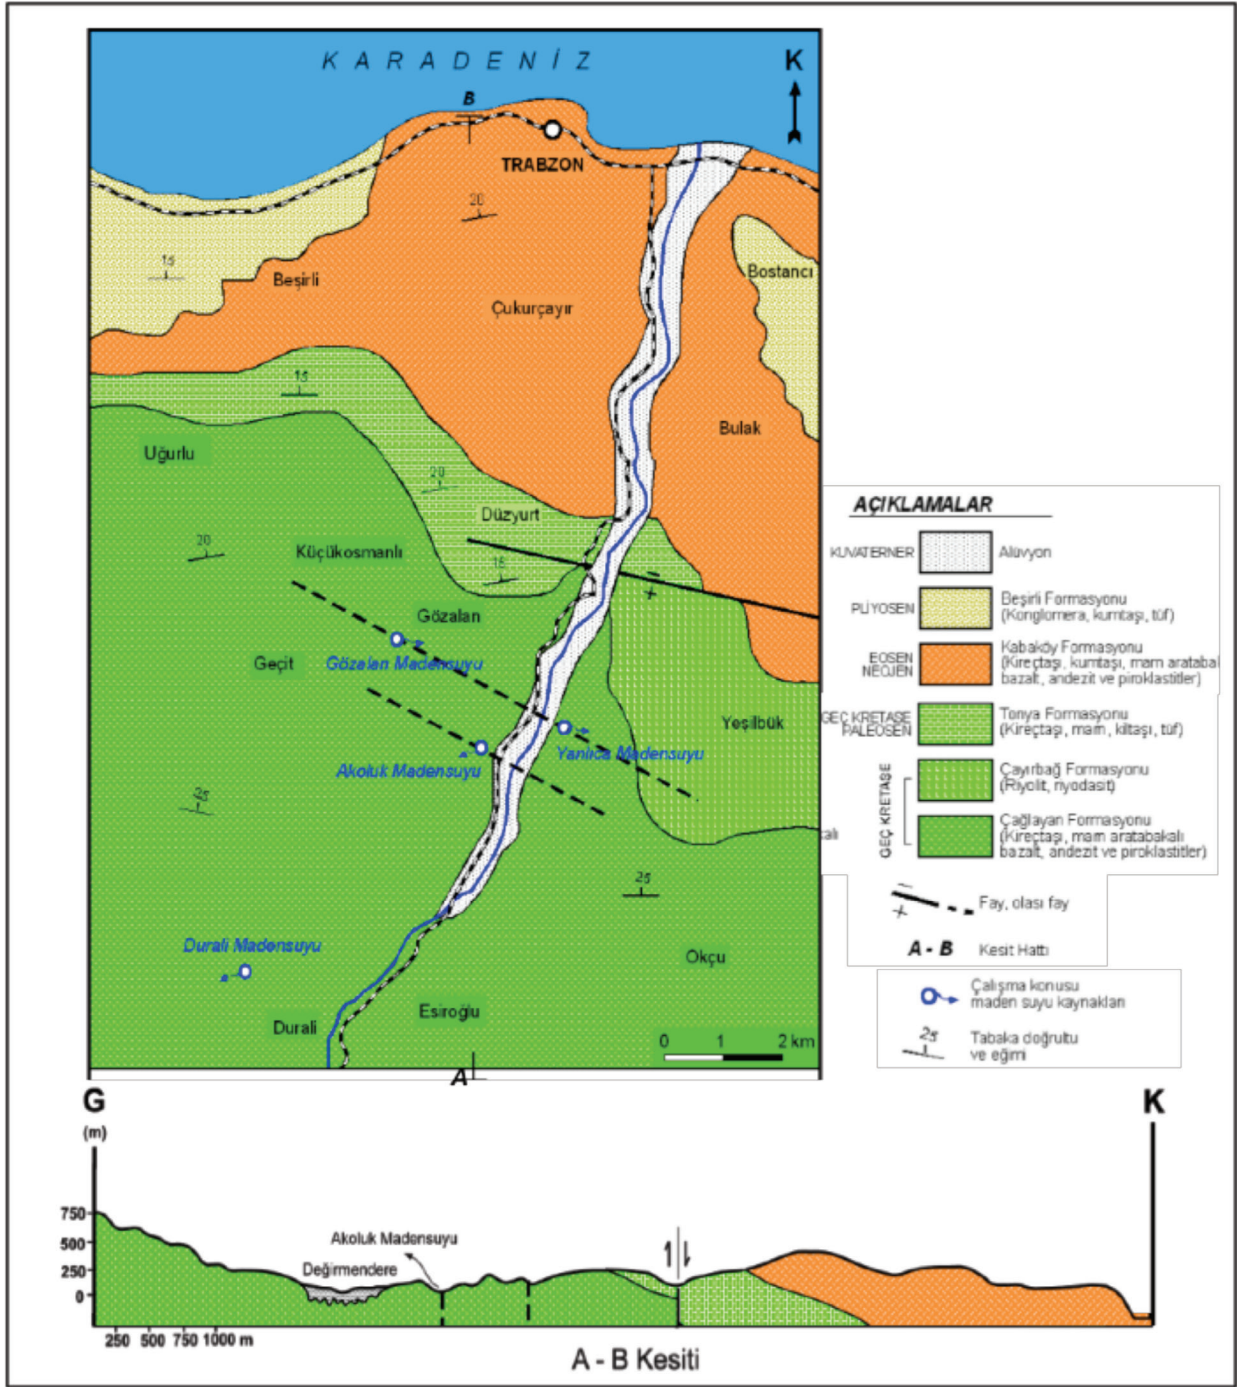 K A R A D E N İ Z
K
B
TRABZON
20
15
Beşirli
Bostancı
Çukurçayır
15
Bulak
Uğurlu
20
Düzyurt
20
Küçükosmanlı
15
Gözalan
Geçit
Gözalan Madensuyu
Yeşilbük
Yanlıca Madensuyu
Akoluk Madensuyu
25
25
Durali Madensuyu
Okçu
Esiroğlu
Durali
0 1 2 km
A
AÇIKLAMALAR
KUVATERNER
Alüvyon
PLİYOSEN
Beşirli Formasyonu
(Konglomera, kumtaşı, tüf)
EOSEN
NEOJEN
Kabaköy Formasyonu
(Kireçtaşı, kumtaşı, marn aratabal
bazalt, andezit ve piroklastitler)
GEÇ KRETASE
PALEOSEN
Tonya Formasyonu
(Kireçtaşı, marn, kiltaşı, tüf)
GEÇ KRETASE
Çayırbağ Formasyonu
(Riyolit, riyodasit)
Çağlayan Formasyonu
(Kireçtaşı, marn aratabakalı
bazalt, andezit ve piroklastitler)
Fay, olası fay
A - B Kesit Hattı
Çalışma konusu
maden suyu kaynakları
25
Tabaka doğrultu
ve eğimi
G
K
(m)
750
500
250
0
Akoluk Madensuyu
Değirmendere
250 500 750 1000 m
A - B Kesiti